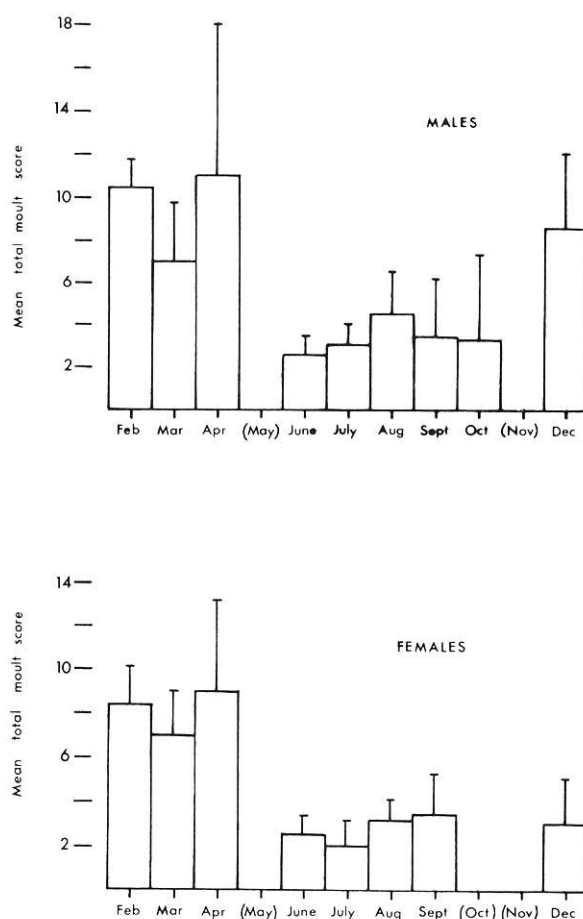 18
14
MALES
10
6
2
Mean total moult score
Feb Mar Apr (May) June July Aug Sept Oct (Nov) Dec
14
FEMALES
10
6
2
Mean total moult score
Feb Mar Apr (May) June July Aug Sept (Oct) (Nov) Dec